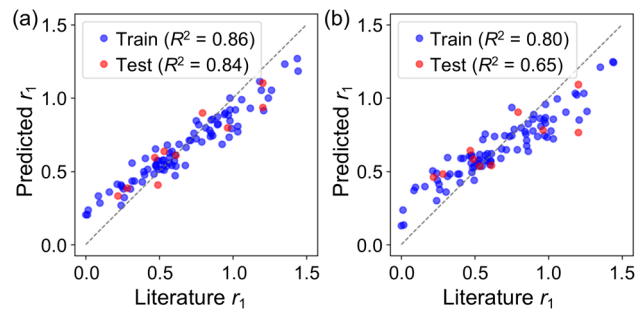 (a)
1.5
1.0
0.5
0.0
Predicted r₁
Train (R² = 0.86)
Test (R² = 0.84)
0.0 0.5 1.0 1.5
Literature r₁
(b)
1.5
1.0
0.5
0.0
Predicted r₁
Train (R² = 0.80)
Test (R² = 0.65)
0.0 0.5 1.0 1.5
Literature r₁